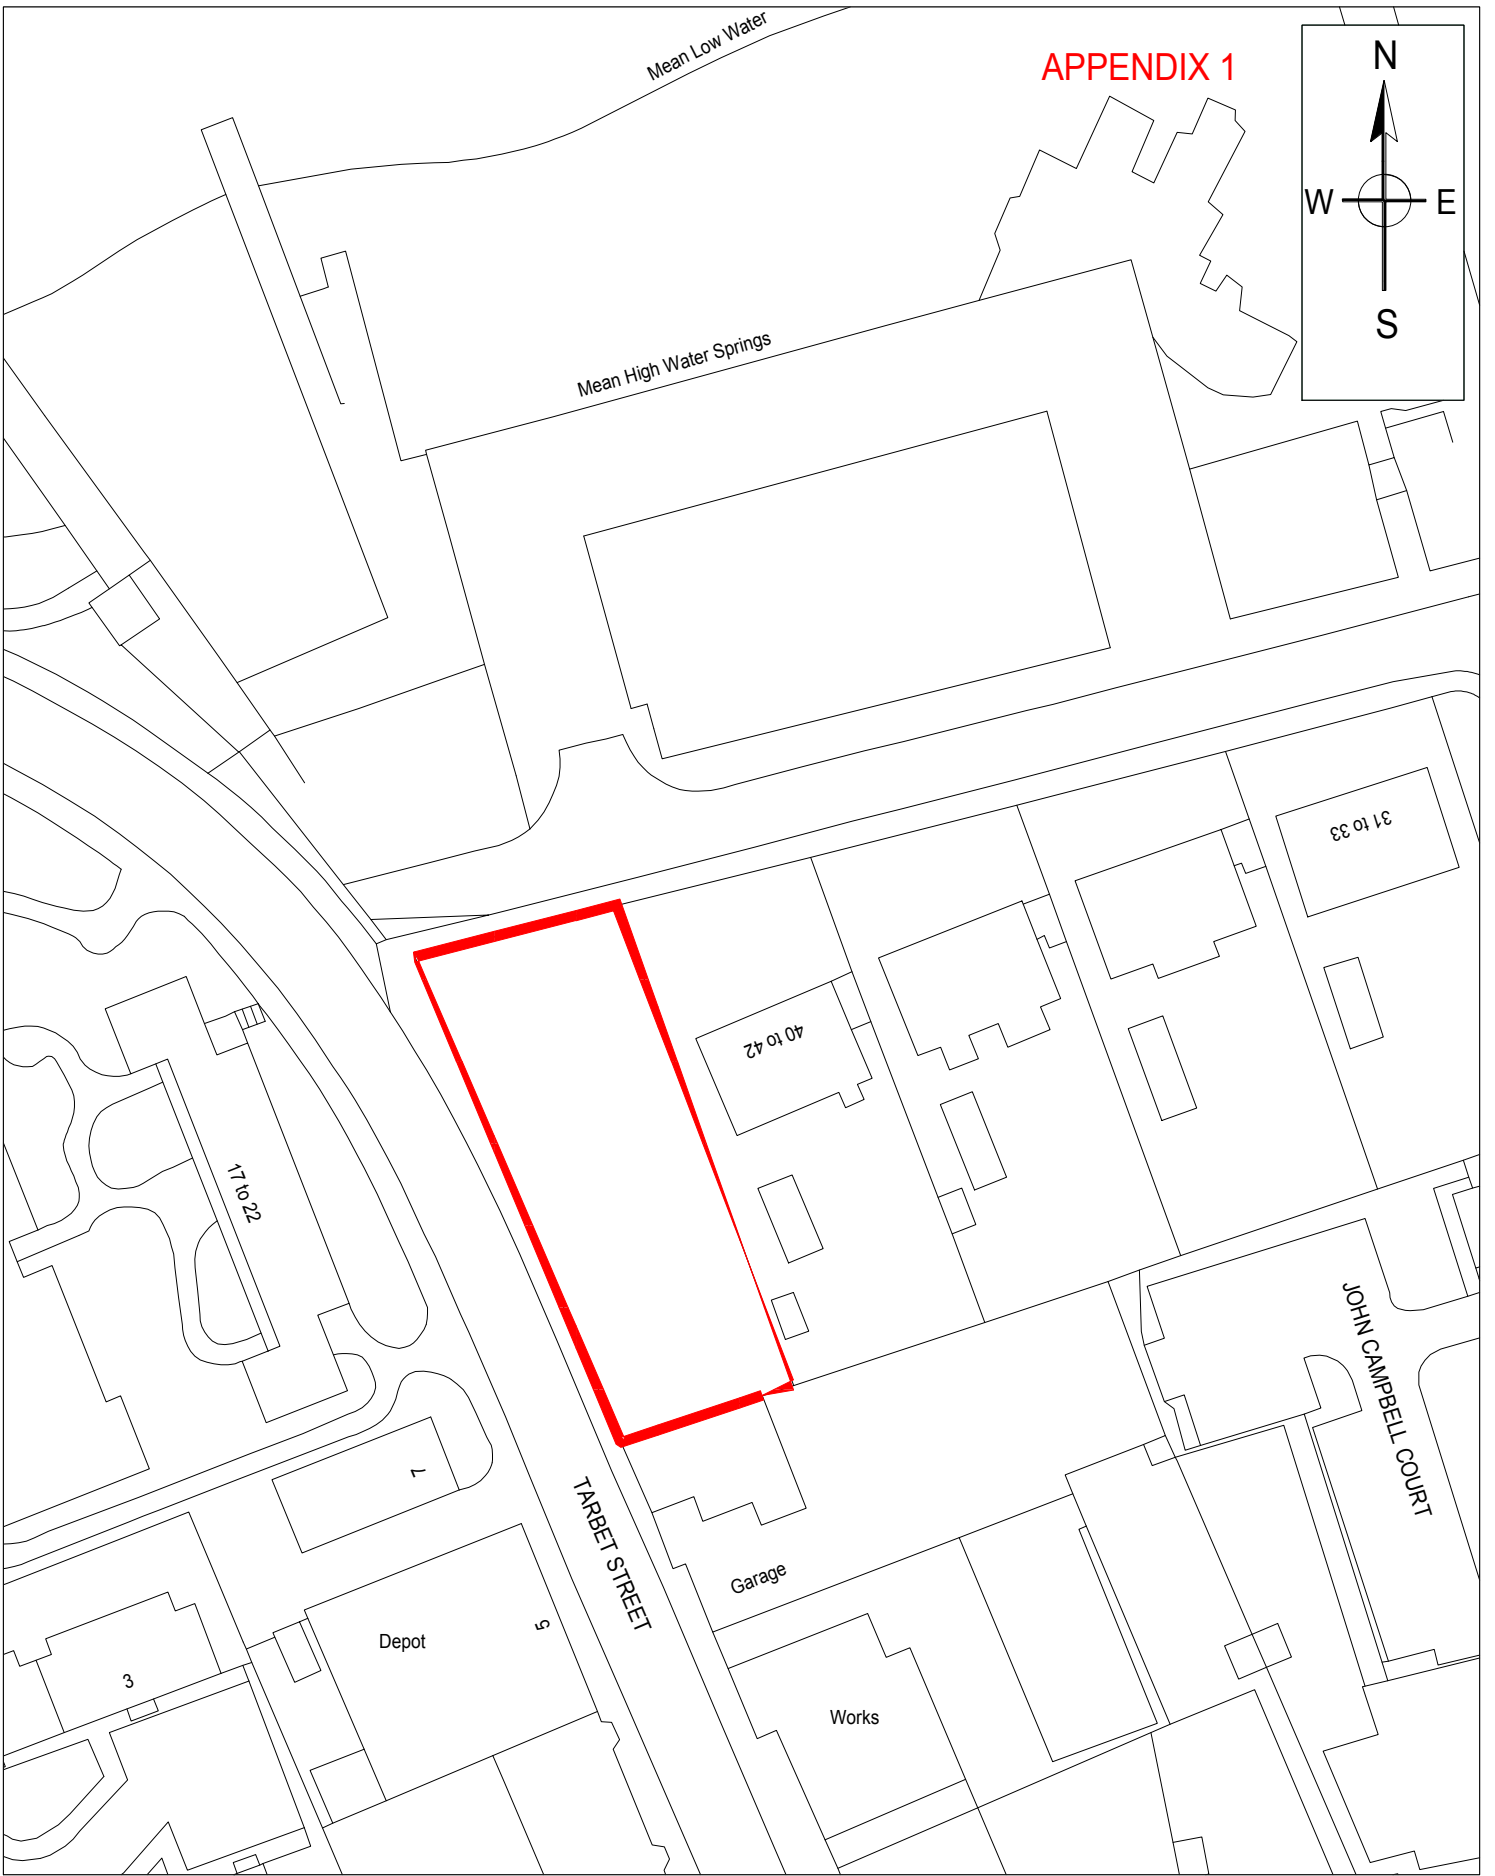 Mean Low Water
APPENDIX 1
N
W
E
S
Mean High Water Springs
31 to 33
40 to 42
17 to 22
JOHN CAMPBELL COURT
7
TARBET STREET
Garage
5
Depot
3
Works